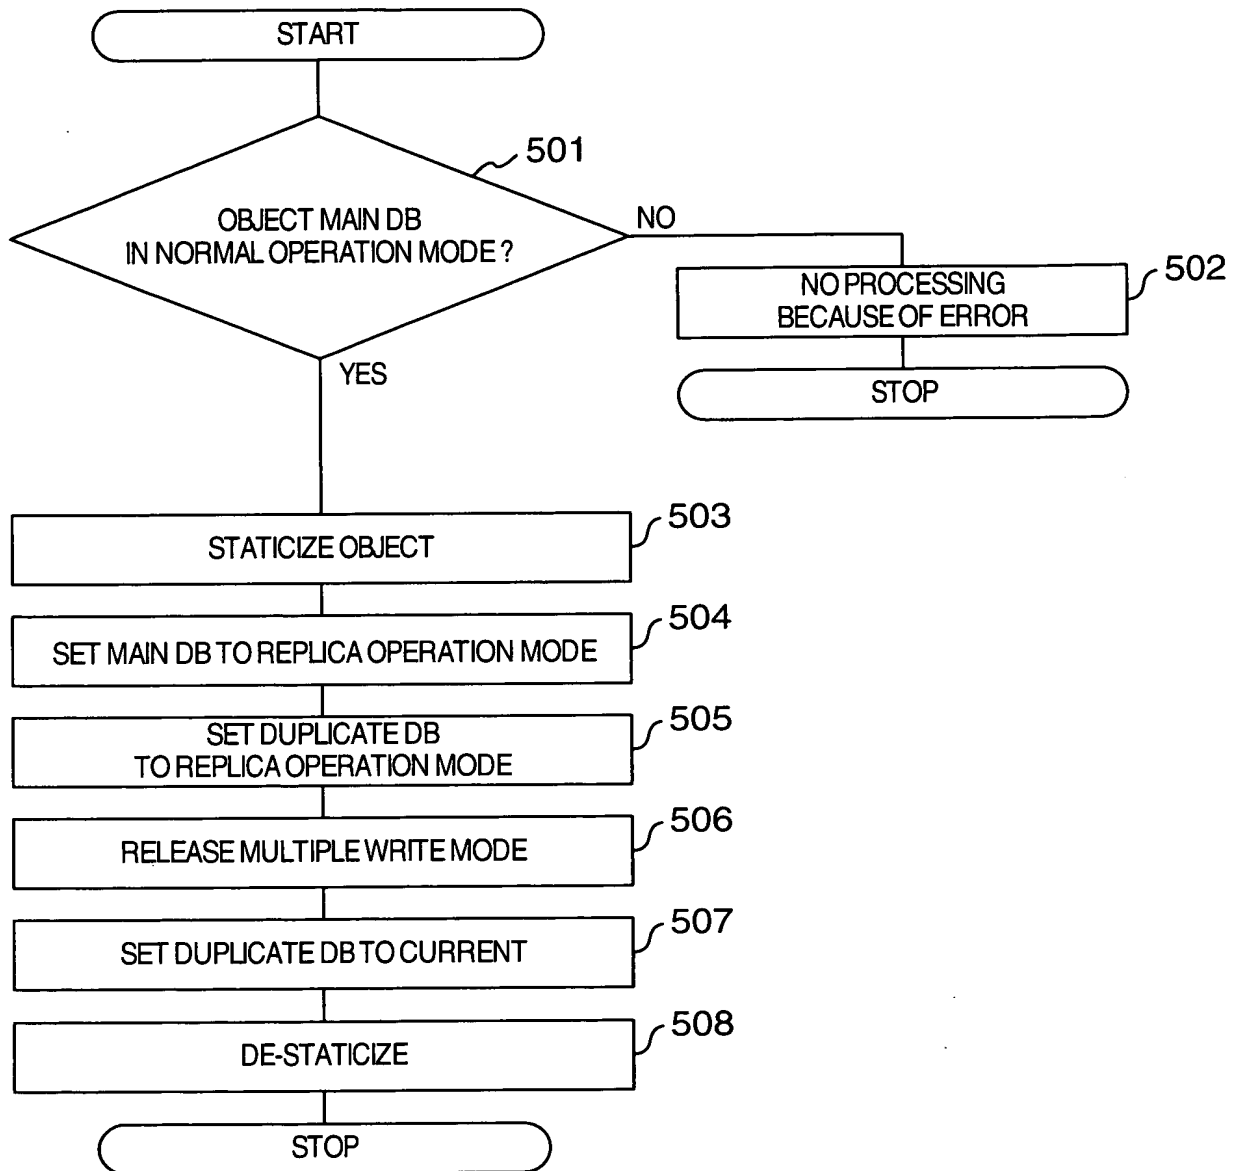 START
501
OBJECT MAIN DB
IN NORMAL OPERATION MODE ?
NO
502
NO PROCESSING
BECAUSE OF ERROR
STOP
YES
503
STATICIZE OBJECT
504
SET MAIN DB TO REPLICA OPERATION MODE
505
SET DUPLICATE DB
TO REPLICA OPERATION MODE
506
RELEASE MULTIPLE WRITE MODE
507
SET DUPLICATE DB TO CURRENT
508
DE-STATICIZE
STOP